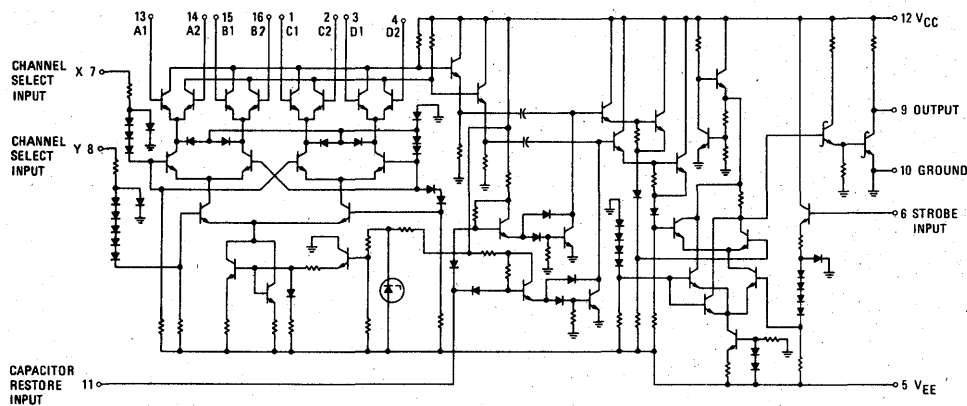 13 14 15 16 1 2 3 4
A1 A2 B1 B2 C1 C2 D1 D2
12 VCC
CHANNEL
SELECT X 7
INPUT
CHANNEL
SELECT Y 8
INPUT
9 OUTPUT
10 GROUND
6 STROBE
INPUT
CAPACITOR
RESTORE 11
INPUT
5 VEE